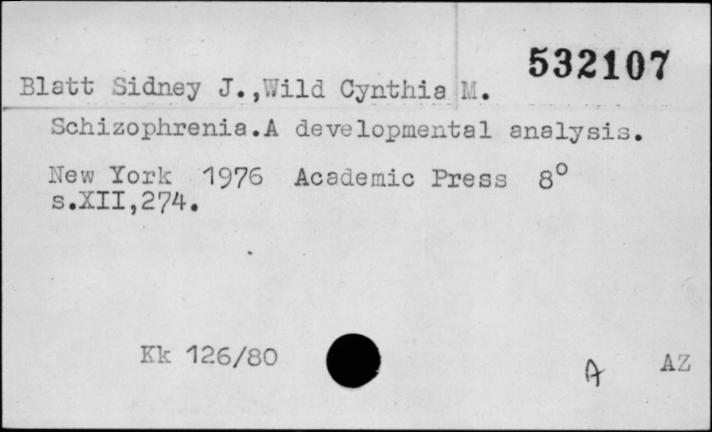 532107
Blatt Sidney J.,Wild Cynthia M.
Schizophrenia.A developmental analysis.
New York 1976 Academic Press 8°
s.XII,274.
Kk 126/80
A AZ